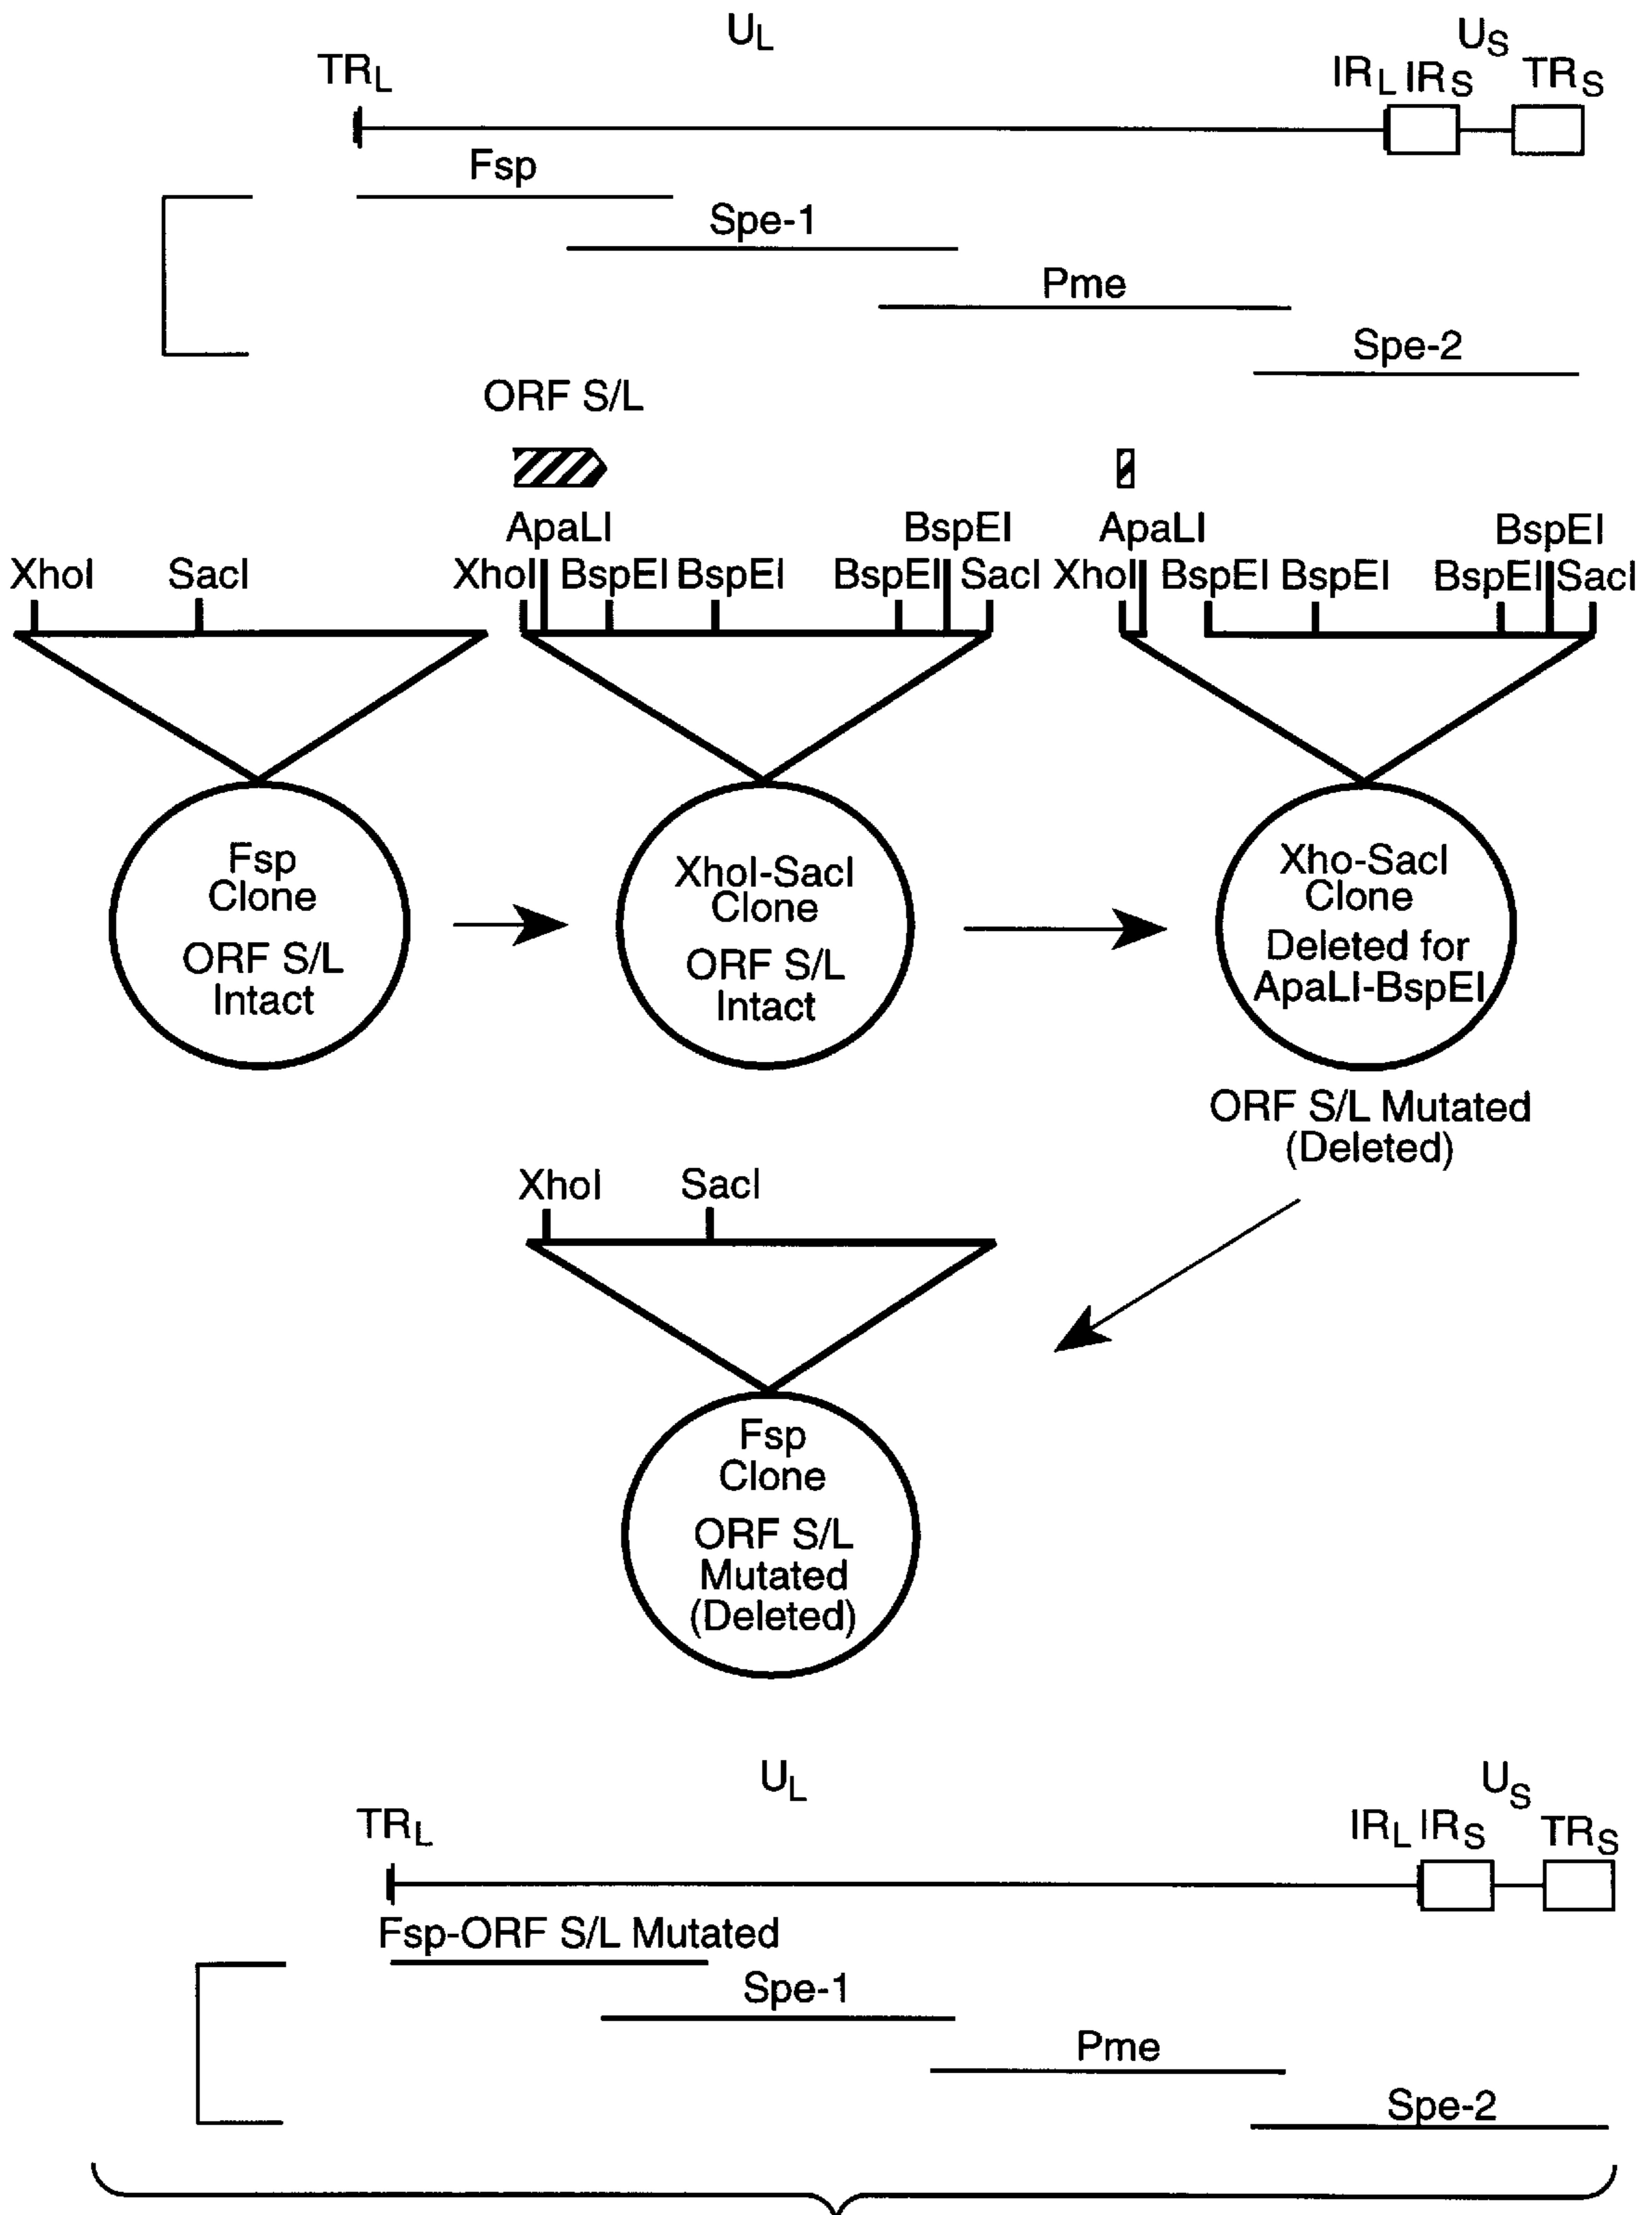 UL
US
TRL
IRL IRS TRS
Fsp
Spe-1
Pme
Spe-2
ORF S/L
ApaLI
BspEI
ApaLI
BspEI
XhoI SacI XhoI BspEI BspEI BspEI SacI XhoI BspEI BspEI BspEI SacI
Fsp
Clone
ORF S/L
Intact
XhoI-SacI
Clone
ORF S/L
Intact
Xho-SacI
Clone
Deleted for
ApaLI-BspEI
ORF S/L Mutated
(Deleted)
XhoI SacI
Fsp
Clone
ORF S/L
Mutated
(Deleted)
UL
US
TRL
IRL IRS TRS
Fsp-ORF S/L Mutated
Spe-1
Pme
Spe-2